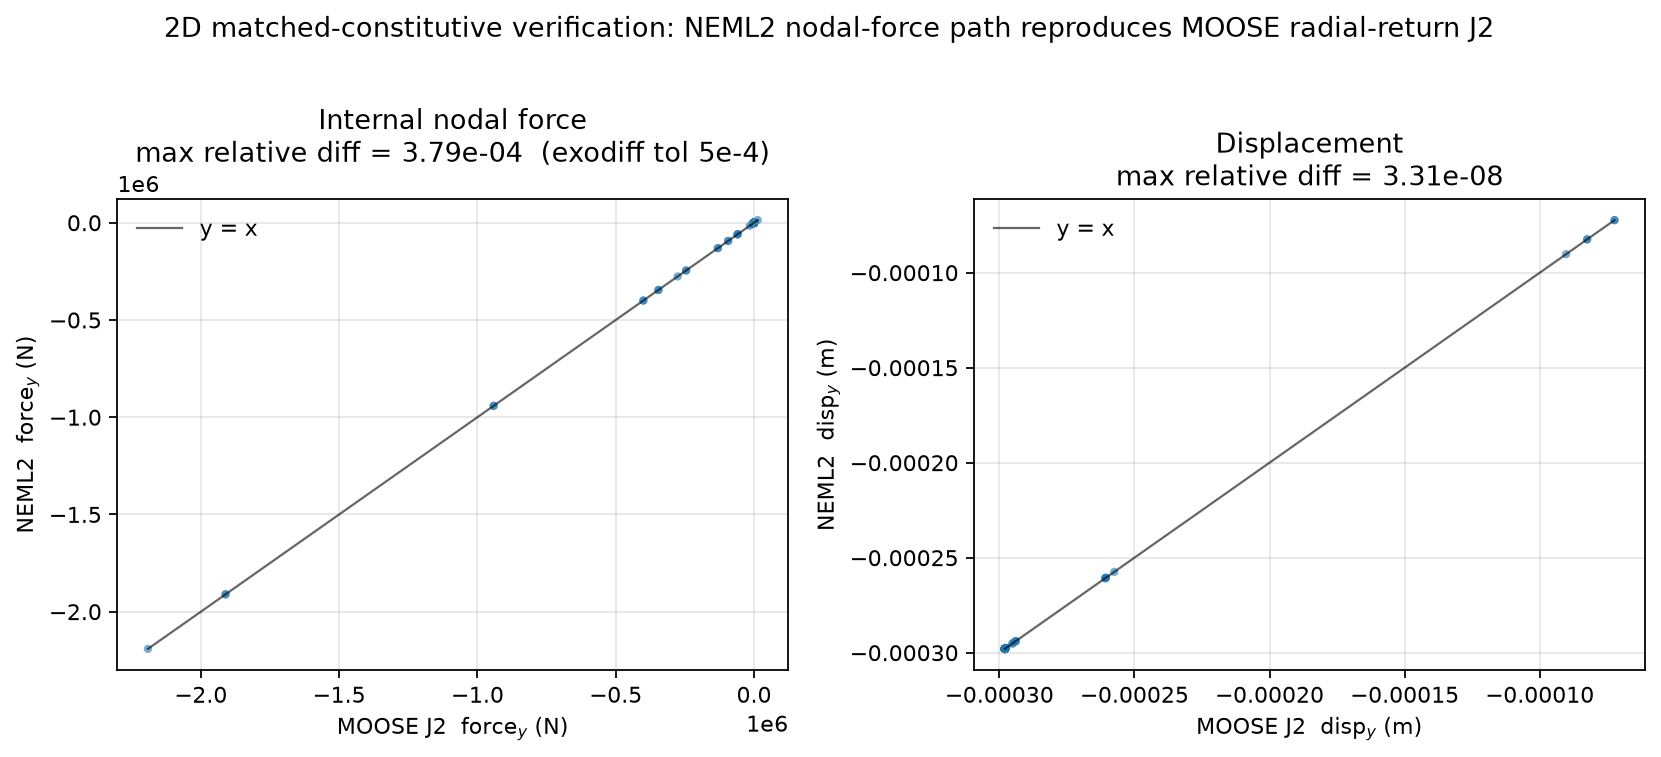 2D matched-constitutive verification: NEML2 nodal-force path reproduces MOOSE radial-return J2
Internal nodal force
max relative diff = 3.79e-04  (exodiff tol 5e-4)
1e6
y = x
0.0
−0.5
−1.0
−1.5
−2.0
NEML2  force_y (N)
−2.0
−1.5
−1.0
−0.5
0.0
1e6
MOOSE J2  force_y (N)
Displacement
max relative diff = 3.31e-08
y = x
−0.00010
−0.00015
−0.00020
−0.00025
−0.00030
NEML2  disp_y (m)
−0.00030
−0.00025
−0.00020
−0.00015
−0.00010
MOOSE J2  disp_y (m)